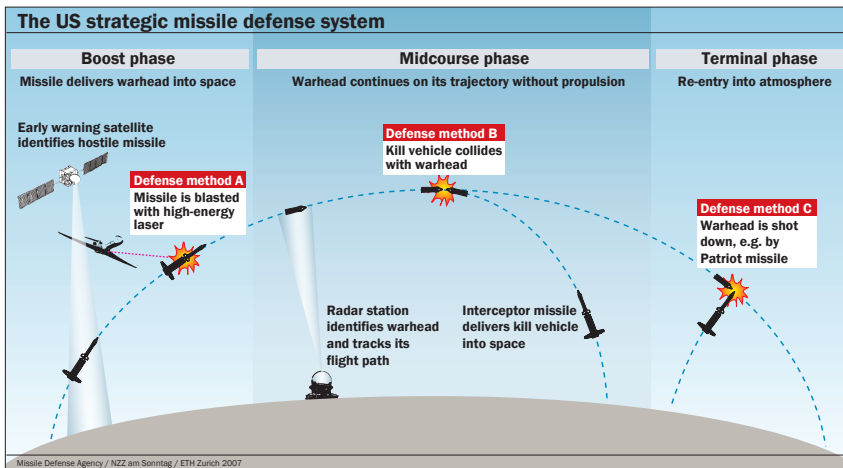 The US strategic missile defense system
Boost phase
Missile delivers warhead into space
Midcourse phase
Warhead continues on its trajectory without propulsion
Terminal phase
Re-entry into atmosphere
Early warning satellite
identifies hostile missile
Defense method A
Missile is blasted
with high-energy
laser
Defense method B
Kill vehicle collides
with warhead
Defense method C
Warhead is shot
down, e.g. by
Patriot missile
Radar station
identifies warhead
and tracks its
flight path
Interceptor missile
delivers kill vehicle
into space
Missile Defense Agency / NZZ am Sonntag / ETH Zurich 2007